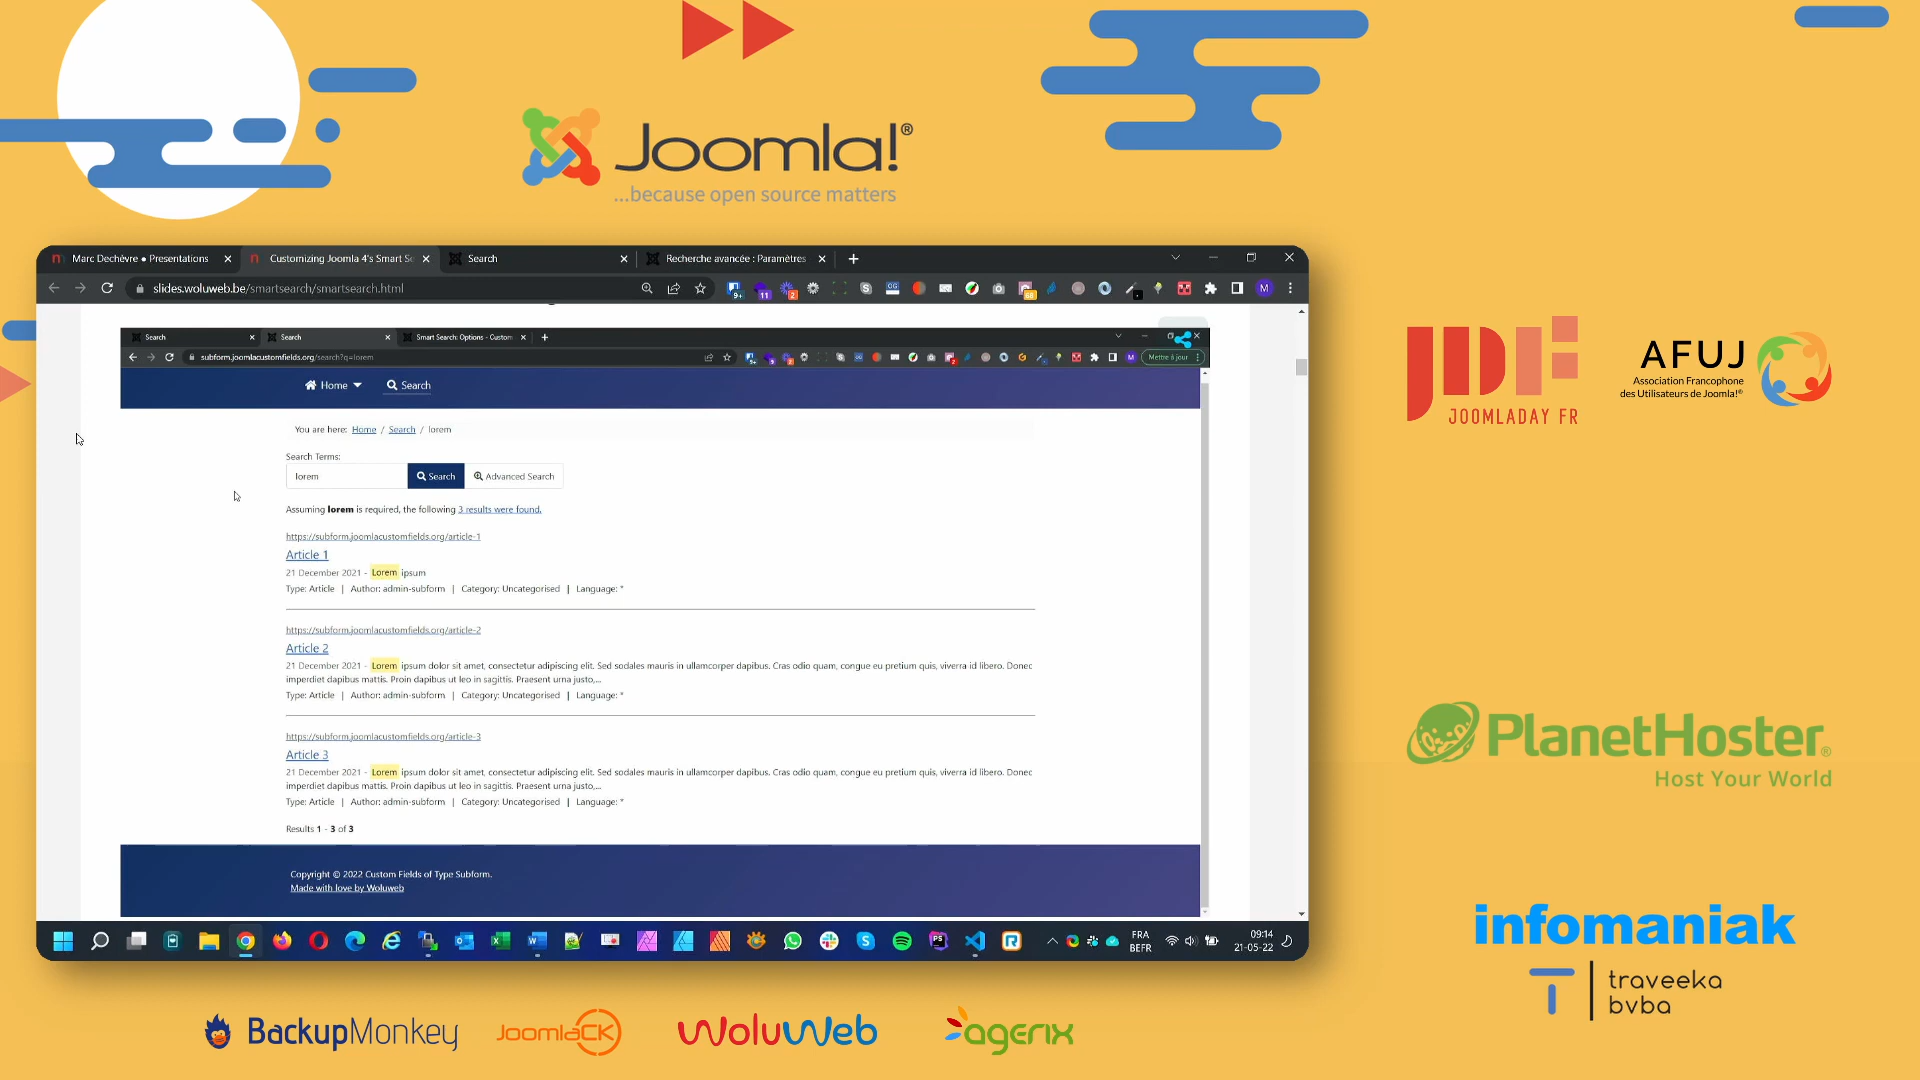 Joomla!®
...because open source matters
Marc Dechêvre ● Presentations
Customizing Joomla 4's Smart Se
Search
Recherche avancée : Paramètres
slides.woluweb.be/smartsearch/smartsearch.html
Search
Search
Smart Search: Options - Custom
subform.joomlacustomfields.org/search?q=lorem
Mettre à jour
Home
Search
You are here: Home / Search / lorem
Search Terms:
lorem
Search
Advanced Search
Assuming lorem is required, the following 3 results were found.
https://subform.joomlacustomfields.org/article-1
Article 1
21 December 2021 - Lorem ipsum
Type: Article | Author: admin-subform | Category: Uncategorised | Language: *
https://subform.joomlacustomfields.org/article-2
Article 2
21 December 2021 - Lorem ipsum dolor sit amet, consectetur adipiscing elit. Sed sodales mauris in ullamcorper dapibus. Cras odio quam, congue eu pretium quis, viverra id libero. Donec
imperdiet dapibus mattis. Proin dapibus ut leo in sagittis. Praesent urna justo,...
Type: Article | Author: admin-subform | Category: Uncategorised | Language: *
https://subform.joomlacustomfields.org/article-3
Article 3
21 December 2021 - Lorem ipsum dolor sit amet, consectetur adipiscing elit. Sed sodales mauris in ullamcorper dapibus. Cras odio quam, congue eu pretium quis, viverra id libero. Donec
imperdiet dapibus mattis. Proin dapibus ut leo in sagittis. Praesent urna justo,...
Type: Article | Author: admin-subform | Category: Uncategorised | Language: *
Results 1 - 3 of 3
Copyright © 2022 Custom Fields of Type Subform.
Made with love by Woluweb
FRA
BEFR
09:14
21-05-22
JDF
JOOMLADAY FR
AFUJ
Association Francophone
des Utilisateurs de Joomla!®
PlanetHoster®
Host Your World
infomaniak
traveeka
bvba
BackupMonkey
JoomlaCK
WoluWeb
agerix